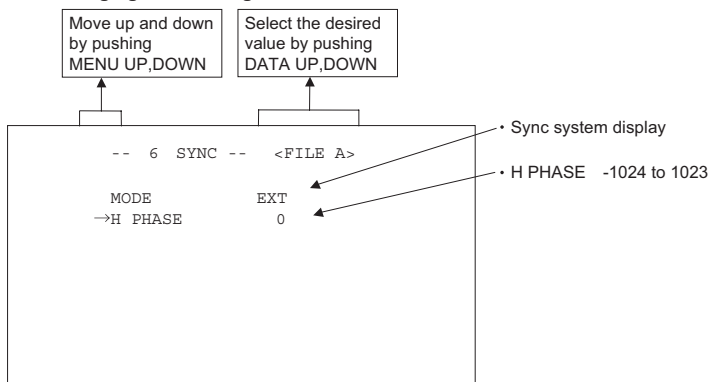 Move up and down
by pushing
MENU UP,DOWN
Select the desired
value by pushing
DATA UP,DOWN
-- 6 SYNC -- <FILE A>
MODE EXT
→H PHASE 0
・Sync system display
・H PHASE -1024 to 1023